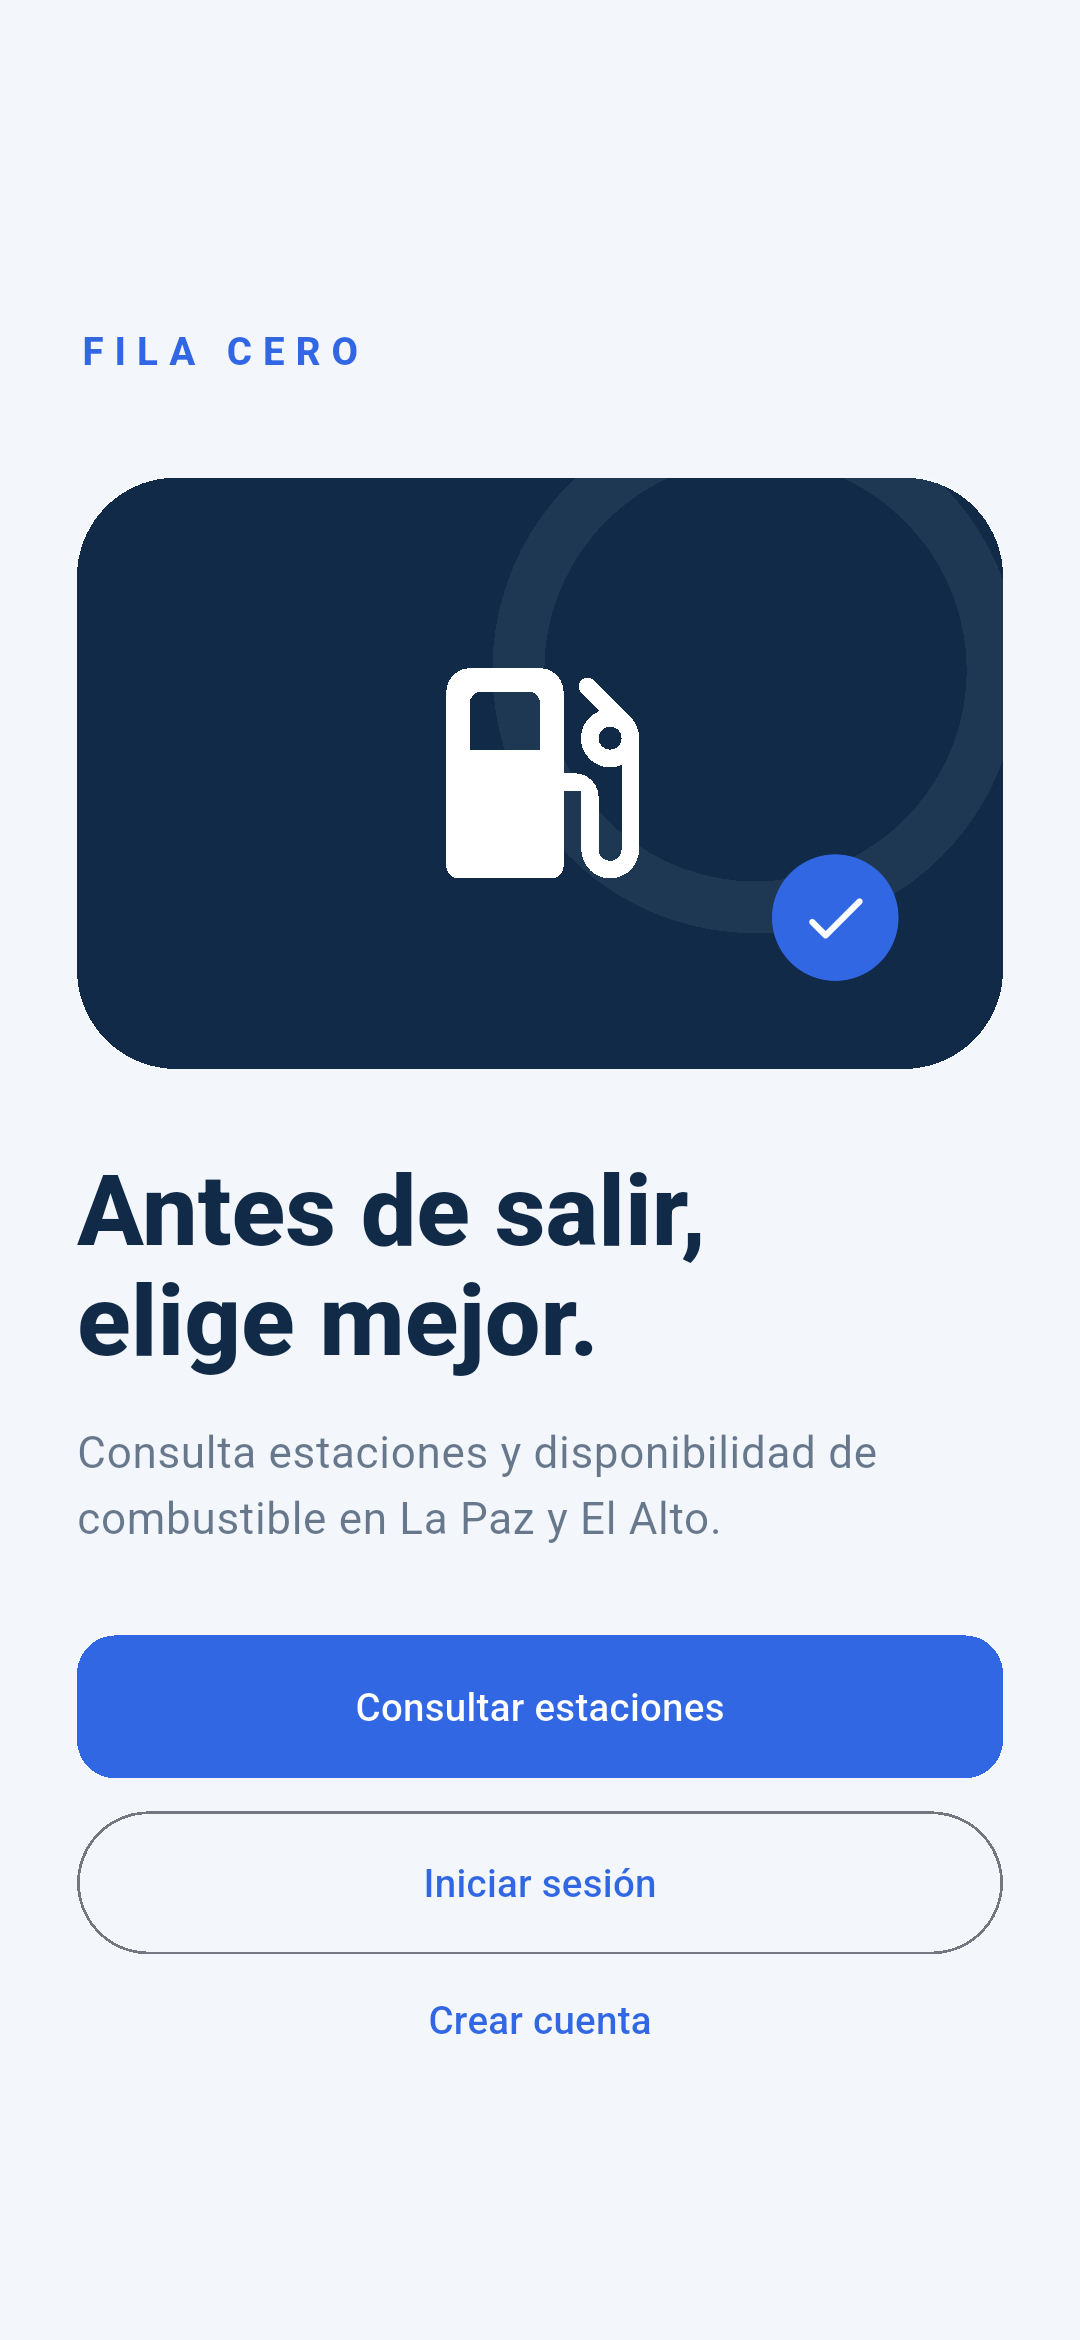 FILA CERO
Antes de salir,
elige mejor.
Consulta estaciones y disponibilidad de
combustible en La Paz y El Alto.
Consultar estaciones
Iniciar sesión
Crear cuenta